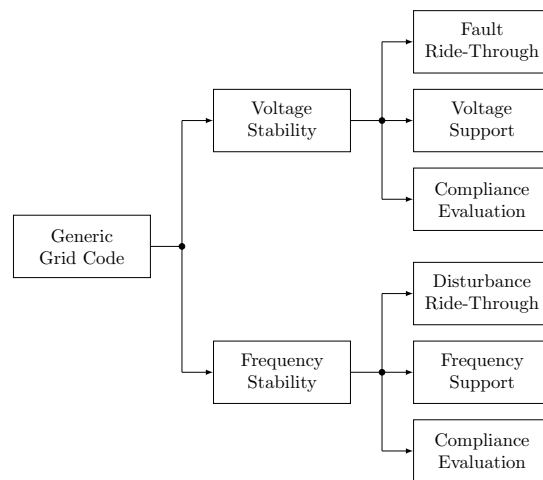 Generic
Grid Code
Voltage
Stability
Fault
Ride-Through
Voltage
Support
Compliance
Evaluation
Frequency
Stability
Disturbance
Ride-Through
Frequency
Support
Compliance
Evaluation